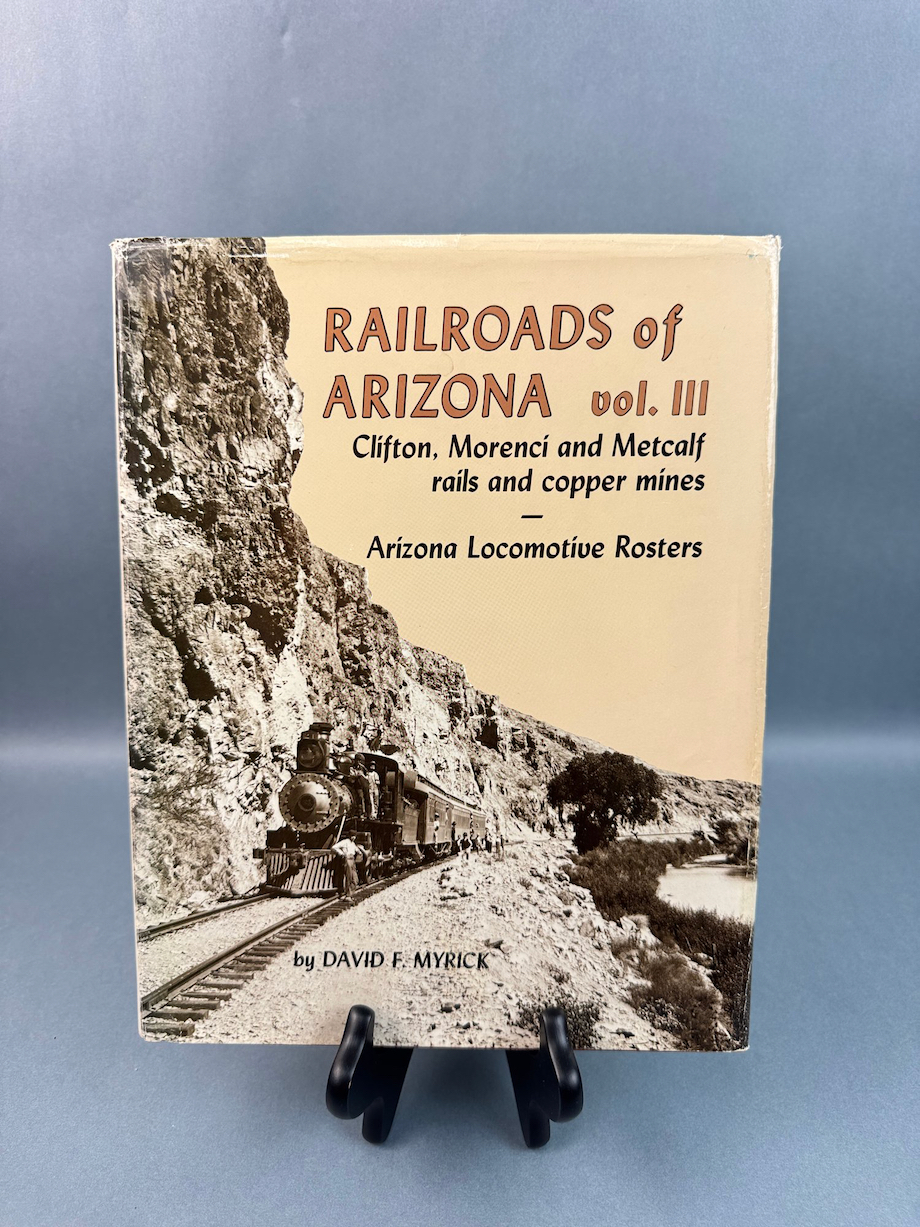 RAILROADS of
ARIZONA vol. III
Clifton, Morenci and Metcalf
rails and copper mines
—
Arizona Locomotive Rosters
by DAVID F. MYRICK